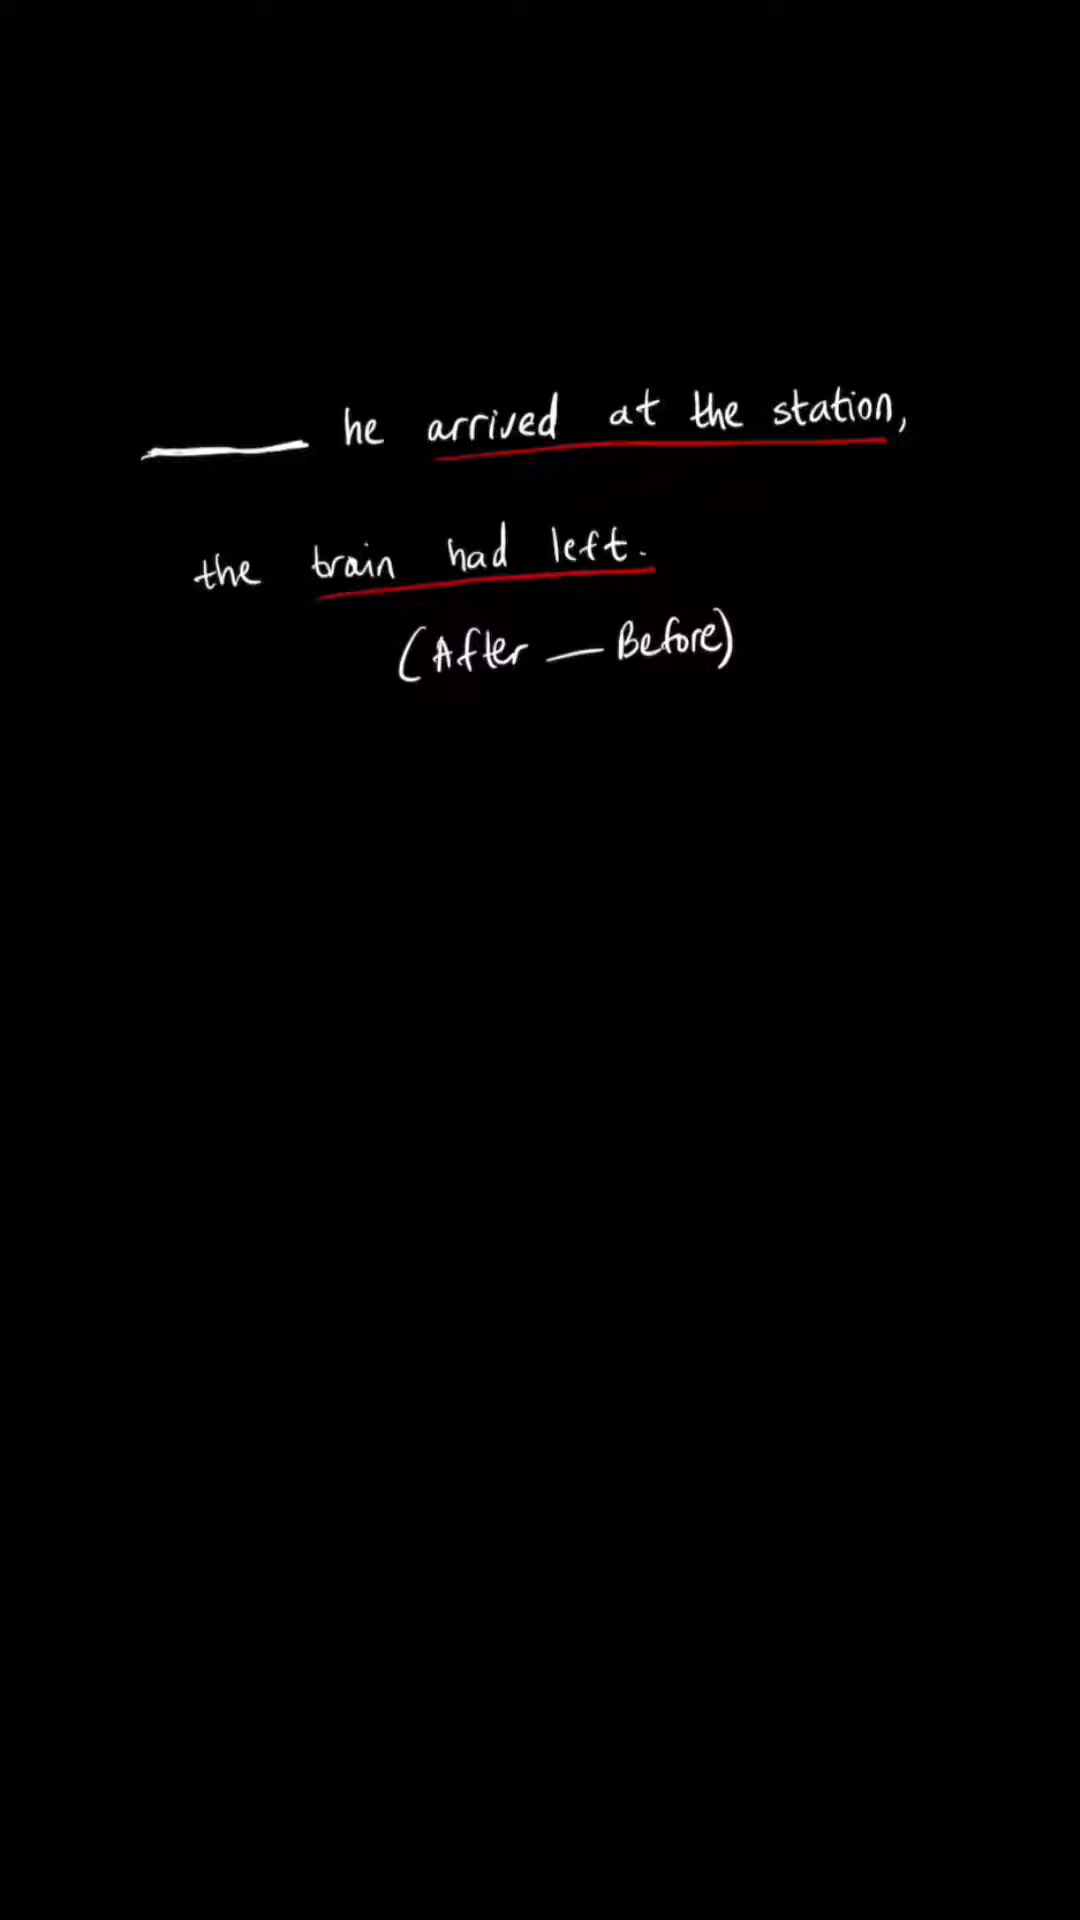 ______ he arrived at the station,
the train had left.
(After — Before)